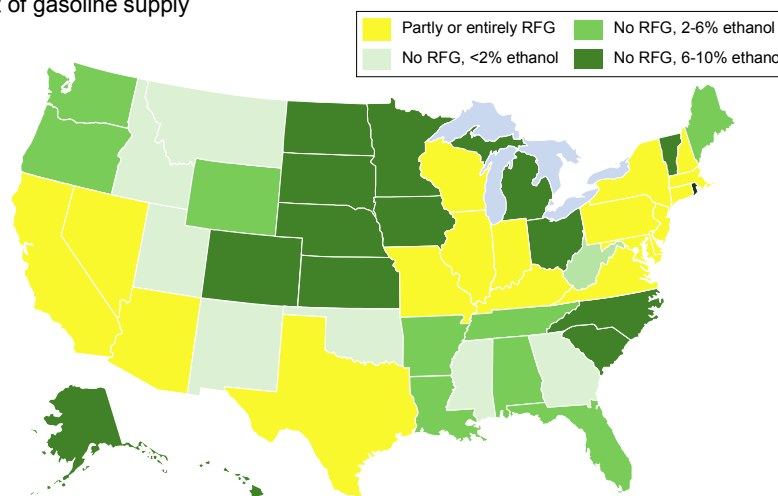 of gasoline supply
Partly or entirely RFG
No RFG, 2-6% ethanol
No RFG, <2% ethanol
No RFG, 6-10% ethano